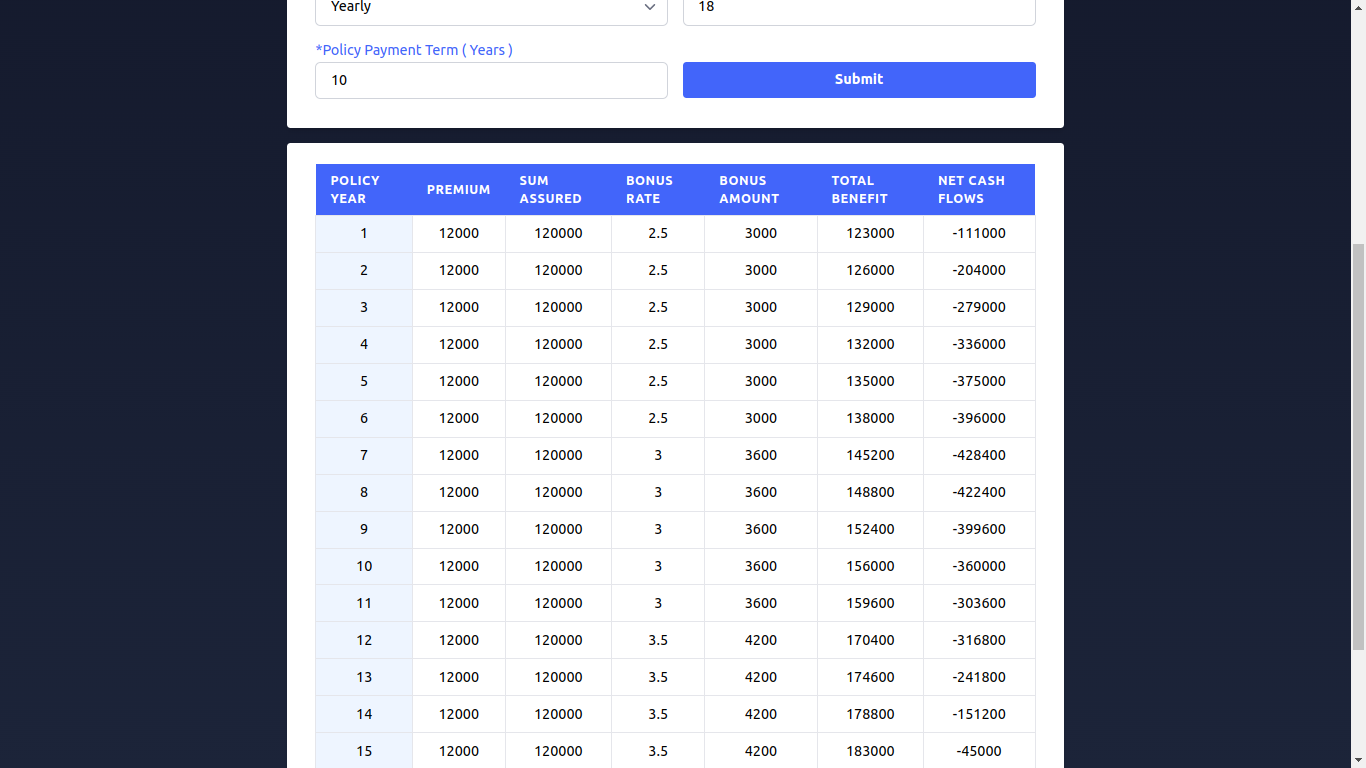 Yearly 18
*Policy Payment Term ( Years )
10 Submit
POLICY YEAR PREMIUM SUM ASSURED BONUS RATE BONUS AMOUNT TOTAL BENEFIT NET CASH FLOWS
1 12000 120000 2.5 3000 123000 -111000
2 12000 120000 2.5 3000 126000 -204000
3 12000 120000 2.5 3000 129000 -279000
4 12000 120000 2.5 3000 132000 -336000
5 12000 120000 2.5 3000 135000 -375000
6 12000 120000 2.5 3000 138000 -396000
7 12000 120000 3 3600 145200 -428400
8 12000 120000 3 3600 148800 -422400
9 12000 120000 3 3600 152400 -399600
10 12000 120000 3 3600 156000 -360000
11 12000 120000 3 3600 159600 -303600
12 12000 120000 3.5 4200 170400 -316800
13 12000 120000 3.5 4200 174600 -241800
14 12000 120000 3.5 4200 178800 -151200
15 12000 120000 3.5 4200 183000 -45000